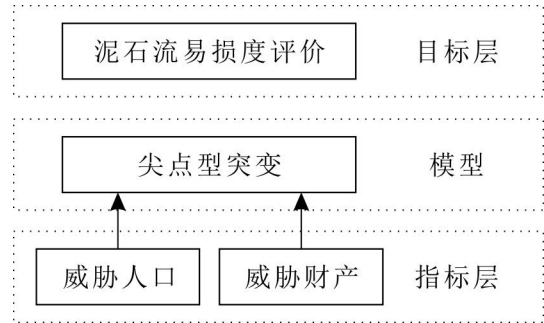 泥石流易损度评价 目标层
尖点型突变 模型
威胁人口 威胁财产 指标层